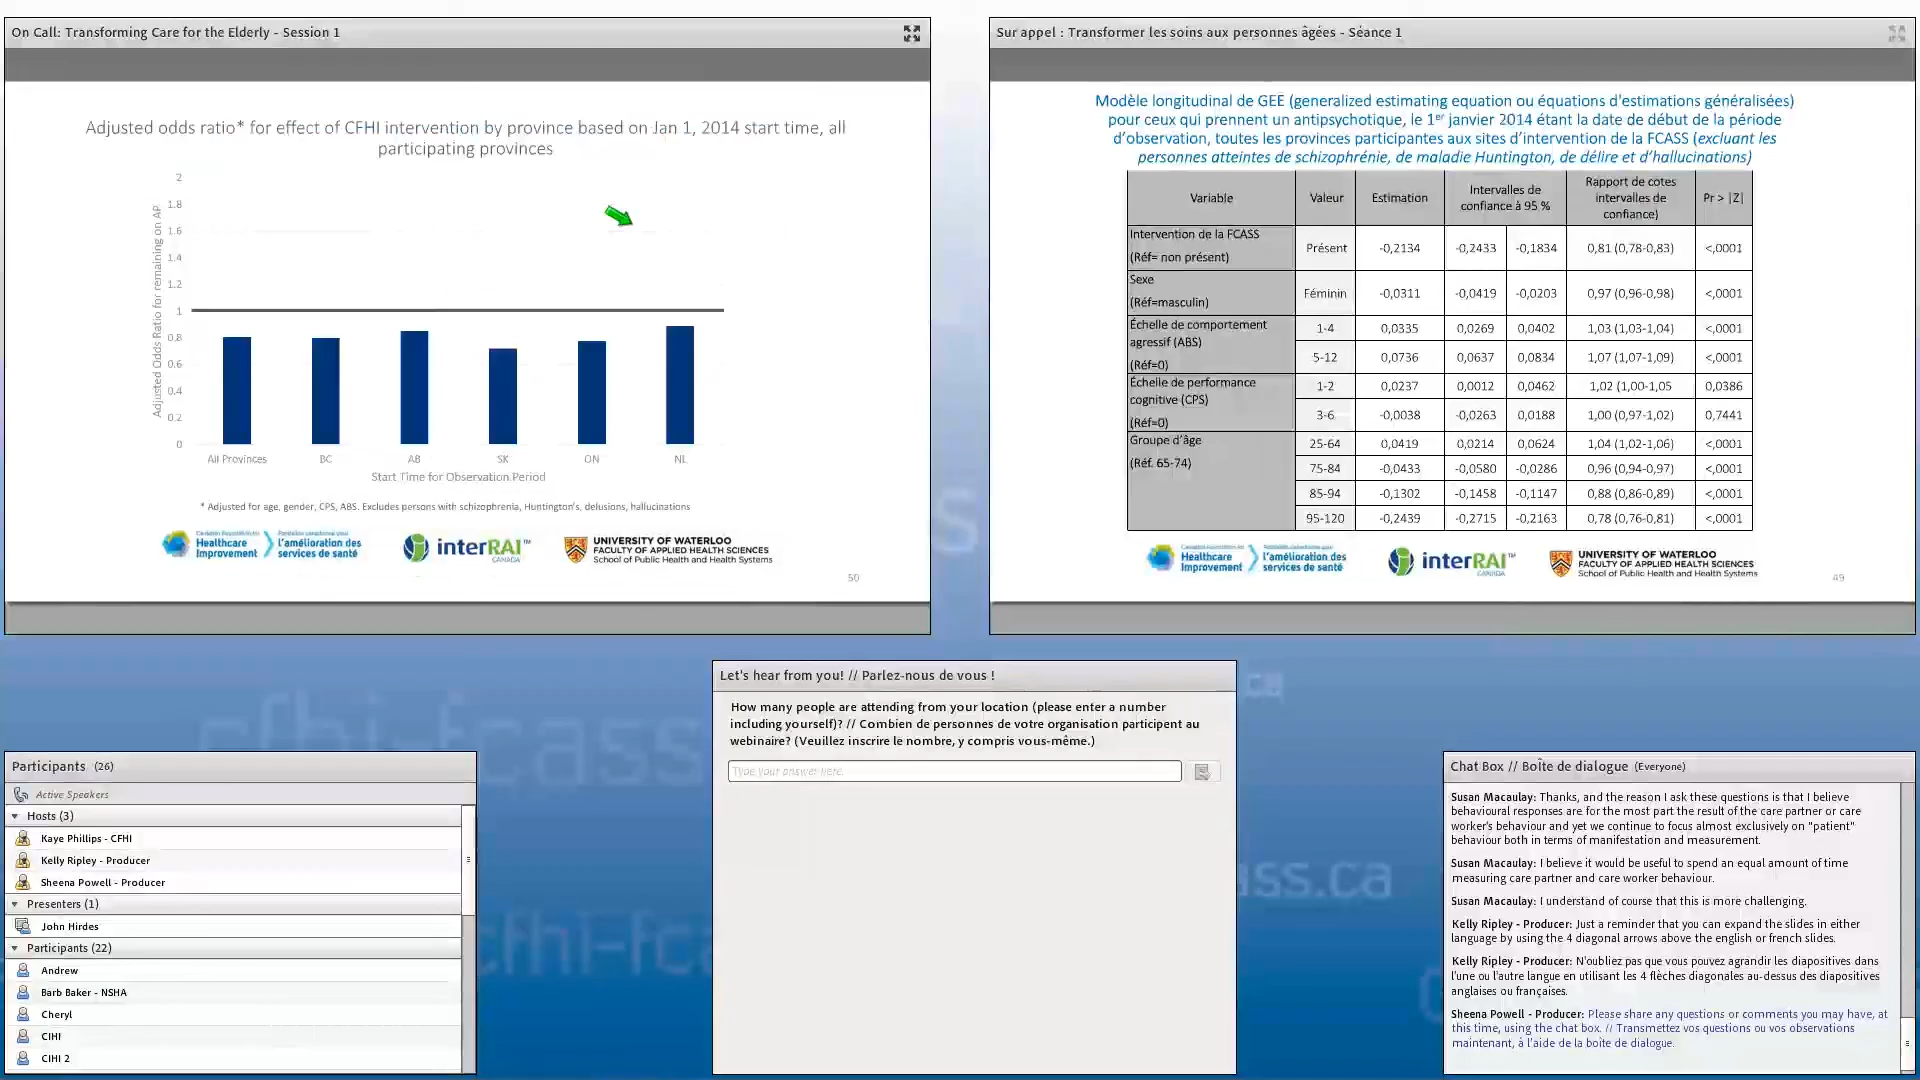 On Call: Transforming Care for the Elderly - Session 1
Adjusted odds ratio* for effect of CFHI intervention by province based on Jan 1, 2014 start time, all
participating provinces
Adjusted Odds Ratio for remaining on AP
2
1.8
1.6
1.4
1.2
1
0.8
0.6
0.4
0.2
0
All Provinces BC AB SK ON NL
Start Time for Observation Period
* Adjusted for age, gender, CPS, ABS. Excludes persons with schizophrenia, Huntington's, delusions, hallucinations
Healthcare Improvement
l'amélioration des services de santé
interRAI™
CANADA
UNIVERSITY OF WATERLOO
FACULTY OF APPLIED HEALTH SCIENCES
School of Public Health and Health Systems
50
Sur appel : Transformer les soins aux personnes âgées - Séance 1
Modèle longitudinal de GEE (generalized estimating equation ou équations d'estimations généralisées)
pour ceux qui prennent un antipsychotique, le 1er janvier 2014 étant la date de début de la période
d'observation, toutes les provinces participantes aux sites d'intervention de la FCASS (excluant les
personnes atteintes de schizophrénie, de maladie Huntington, de délire et d'hallucinations)
Variable Valeur Estimation Intervalles de confiance à 95 % Rapport de cotes intervalles de confiance) Pr > |Z|
Intervention de la FCASS (Réf= non présent) Présent -0,2134 -0,2433 -0,1834 0,81 (0,78-0,83) <,0001
Sexe (Réf=masculin) Féminin -0,0311 -0,0419 -0,0203 0,97 (0,96-0,98) <,0001
Échelle de comportement agressif (ABS) (Réf=0) 1-4 0,0335 0,0269 0,0402 1,03 (1,03-1,04) <,0001
5-12 0,0736 0,0637 0,0834 1,07 (1,07-1,09) <,0001
Échelle de performance cognitive (CPS) (Réf=0) 1-2 0,0237 0,0012 0,0462 1,02 (1,00-1,05 0,0386
3-6 -0,0038 -0,0263 0,0188 1,00 (0,97-1,02) 0,7441
Groupe d'âge (Réf. 65-74) 25-64 0,0419 0,0214 0,0624 1,04 (1,02-1,06) <,0001
75-84 -0,0433 -0,0580 -0,0286 0,96 (0,94-0,97) <,0001
85-94 -0,1302 -0,1458 -0,1147 0,88 (0,86-0,89) <,0001
95-120 -0,2439 -0,2715 -0,2163 0,78 (0,76-0,81) <,0001
Healthcare Improvement
l'amélioration des services de santé
interRAI™
CANADA
UNIVERSITY OF WATERLOO
FACULTY OF APPLIED HEALTH SCIENCES
School of Public Health and Health Systems
49
Let's hear from you! // Parlez-nous de vous !
How many people are attending from your location (please enter a number
including yourself)? // Combien de personnes de votre organisation participent au
webinaire? (Veuillez inscrire le nombre, y compris vous-même.)
Type your answer here.
Participants (26)
Active Speakers
Hosts (3)
Kaye Phillips - CFHI
Kelly Ripley - Producer
Sheena Powell - Producer
Presenters (1)
John Hirdes
Participants (22)
Andrew
Barb Baker - NSHA
Cheryl
CIHI
CIHI 2
Chat Box // Boîte de dialogue (Everyone)
Susan Macaulay: Thanks, and the reason I ask these questions is that I believe
behavioural responses are for the most part the result of the care partner or care
worker's behaviour and yet we continue to focus almost exclusively on "patient"
behaviour both in terms of manifestation and measurement.
Susan Macaulay: I believe it would be useful to spend an equal amount of time
measuring care partner and care worker behaviour.
Susan Macaulay: I understand of course that this is more challenging.
Kelly Ripley - Producer: Just a reminder that you can expand the slides in either
language by using the 4 diagonal arrows above the english or french slides.
Kelly Ripley - Producer: N'oubliez pas que vous pouvez agrandir les diapositives dans
l'une ou l'autre langue en utilisant les 4 flèches diagonales au-dessus des diapositives
anglaises ou françaises.
Sheena Powell - Producer: Please share any questions or comments you may have, at
this time, using the chat box. // Transmettez vos questions ou vos observations
maintenant, à l'aide de la boîte de dialogue.
cfhi-fcass
ass.ca
cfhi-fca